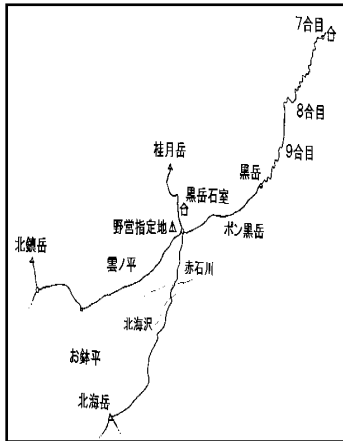 7合目
8合目
9合目
桂月岳
黒岳
黒岳石室
野営指定地
ポン黒岳
北鎮岳
雲ノ平
赤石川
北海沢
お鉢平
北海岳